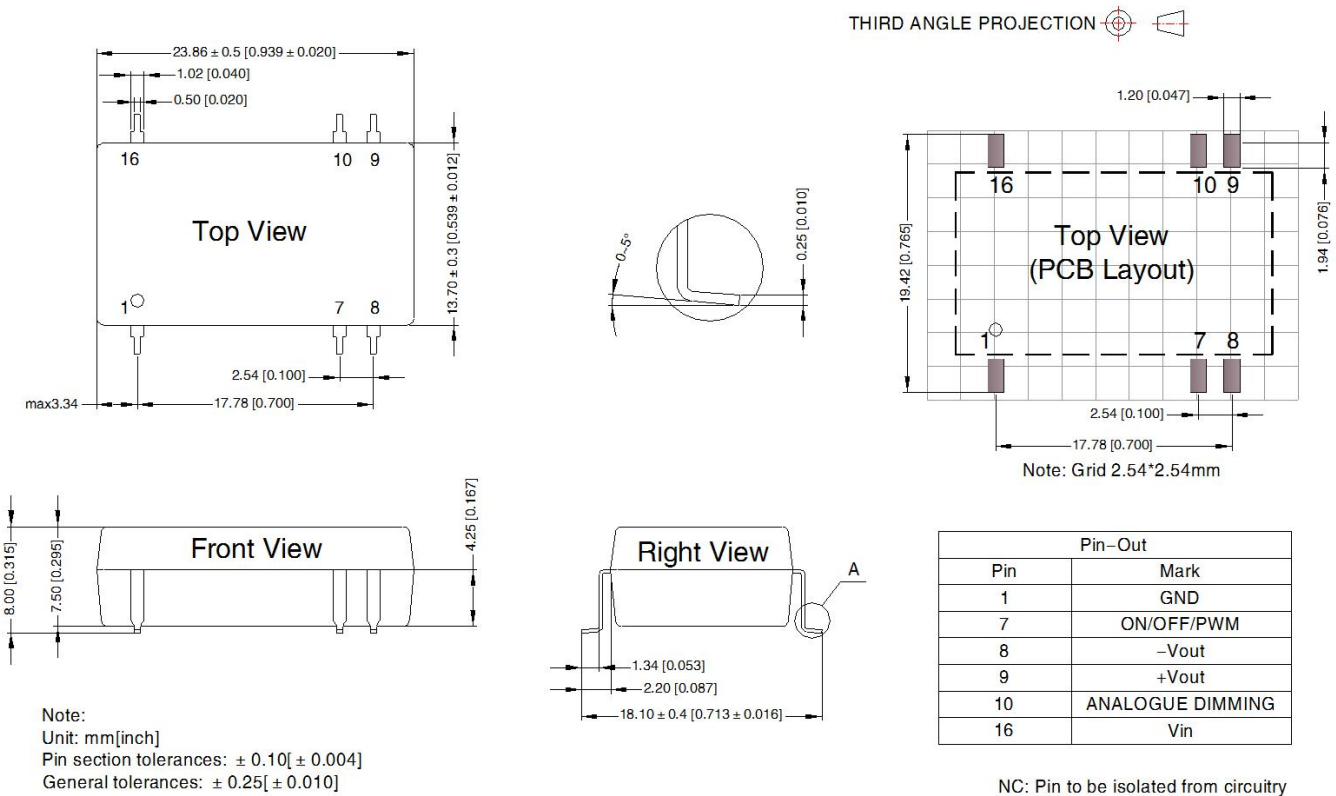 THIRD ANGLE PROJECTION
23.86 ± 0.5 [0.939 ± 0.020]
1.02 [0.040]
0.50 [0.020]
16
10
9
Top View
1
7
8
13.70 ± 0.3 [0.539 ± 0.012]
2.54 [0.100]
max3.34
17.78 [0.700]
0~5°
0.25 [0.010]
1.20 [0.047]
16
10
9
Top View
(PCB Layout)
1
7
8
19.42 [0.765]
1.94 [0.076]
2.54 [0.100]
17.78 [0.700]
Note: Grid 2.54*2.54mm
Front View
8.00 [0.315]
7.50 [0.295]
4.25 [0.167]
Right View
A
1.34 [0.053]
2.20 [0.087]
18.10 ± 0.4 [0.713 ± 0.016]
Pin−Out
Pin Mark
1 GND
7 ON/OFF/PWM
8 −Vout
9 +Vout
10 ANALOGUE DIMMING
16 Vin
Note:
Unit: mm[inch]
Pin section tolerances: ± 0.10[ ± 0.004]
General tolerances: ± 0.25[ ± 0.010]
NC: Pin to be isolated from circuitry